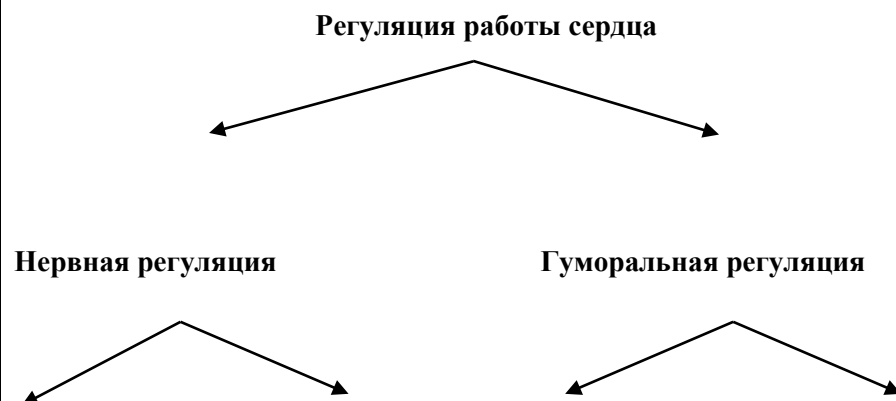 Регуляция работы сердца
Нервная регуляция
Гуморальная регуляция